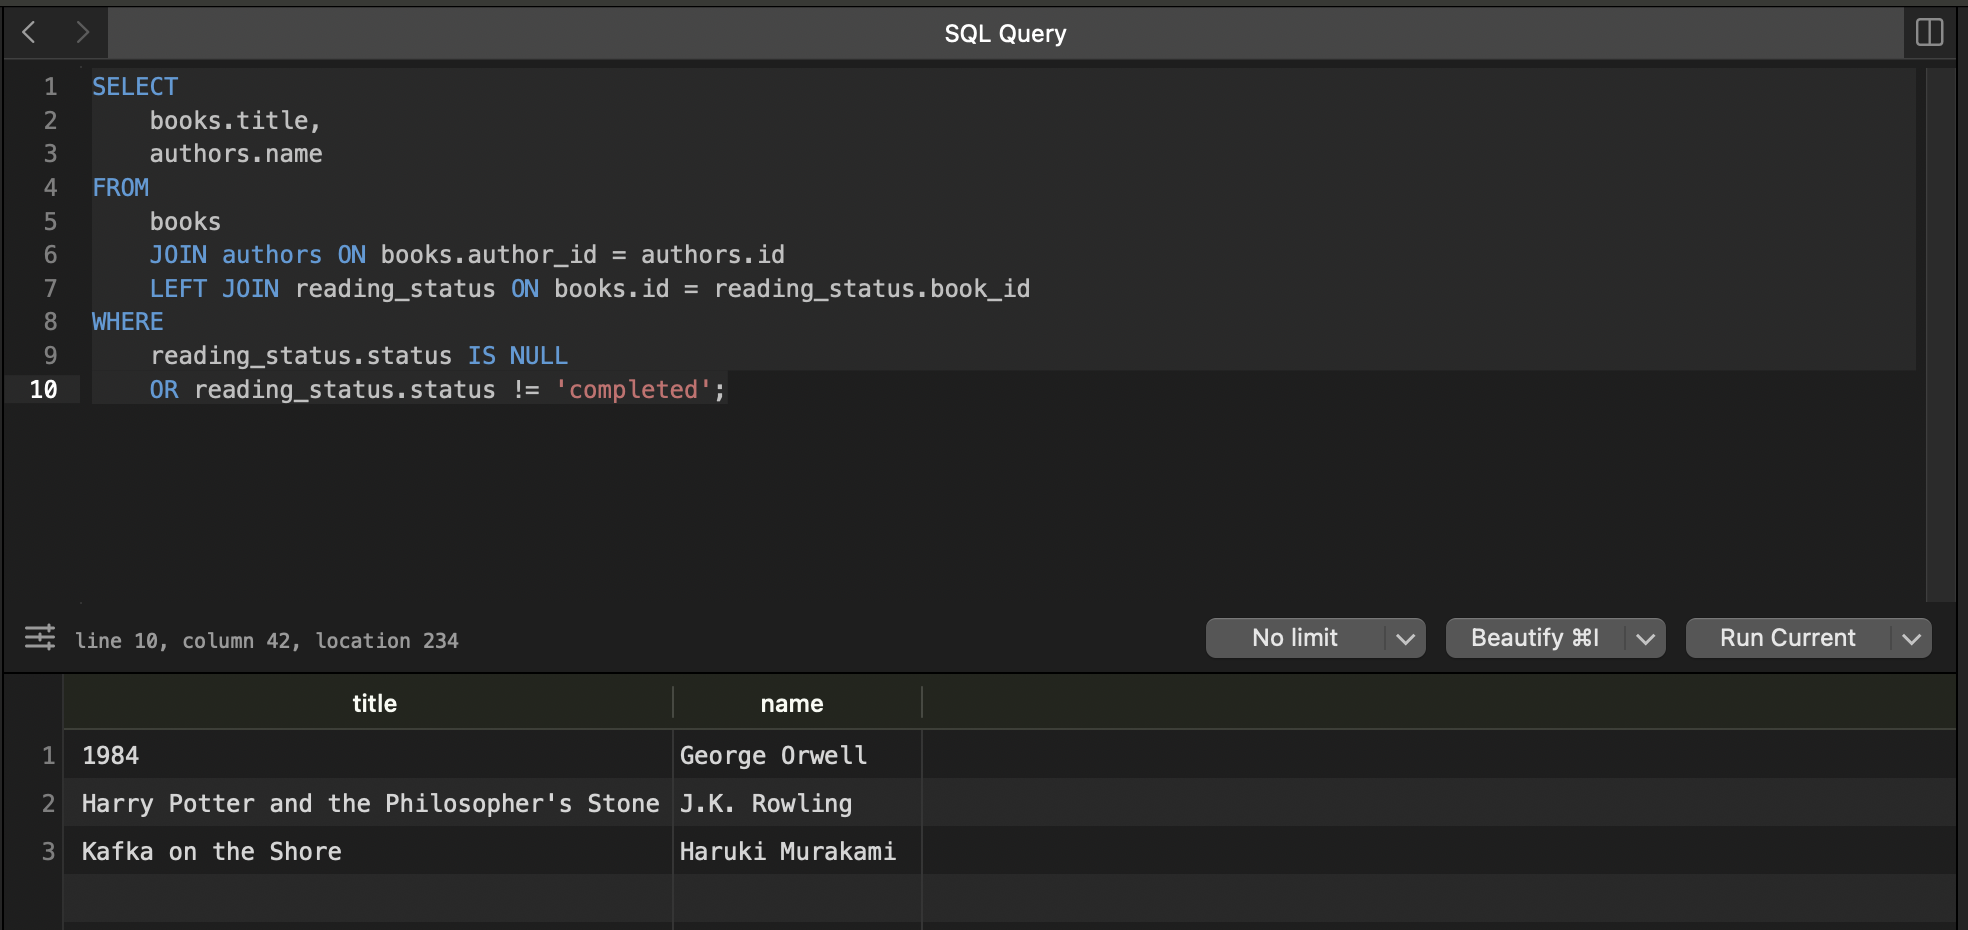 SQL Query
1 SELECT
2     books.title,
3     authors.name
4 FROM
5     books
6     JOIN authors ON books.author_id = authors.id
7     LEFT JOIN reading_status ON books.id = reading_status.book_id
8 WHERE
9     reading_status.status IS NULL
10     OR reading_status.status != 'completed';
line 10, column 42, location 234 No limit Beautify ⌘I Run Current
title name
1 1984 George Orwell
2 Harry Potter and the Philosopher's Stone J.K. Rowling
3 Kafka on the Shore Haruki Murakami